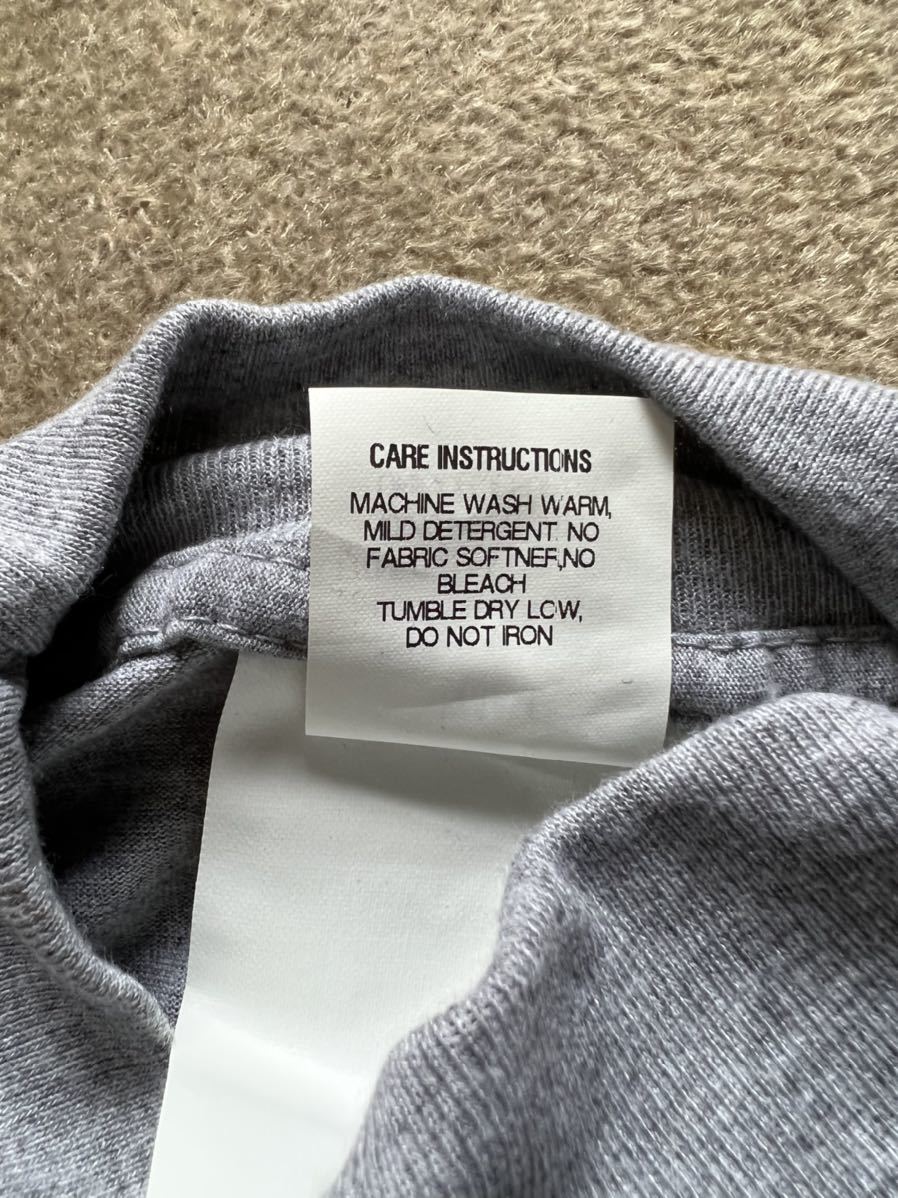 CARE INSTRUCTIONS
MACHINE WASH WARM,
MILD DETERGENT. NO
FABRIC SOFTNER,NO
BLEACH
TUMBLE DRY LOW,
DO NOT IRON